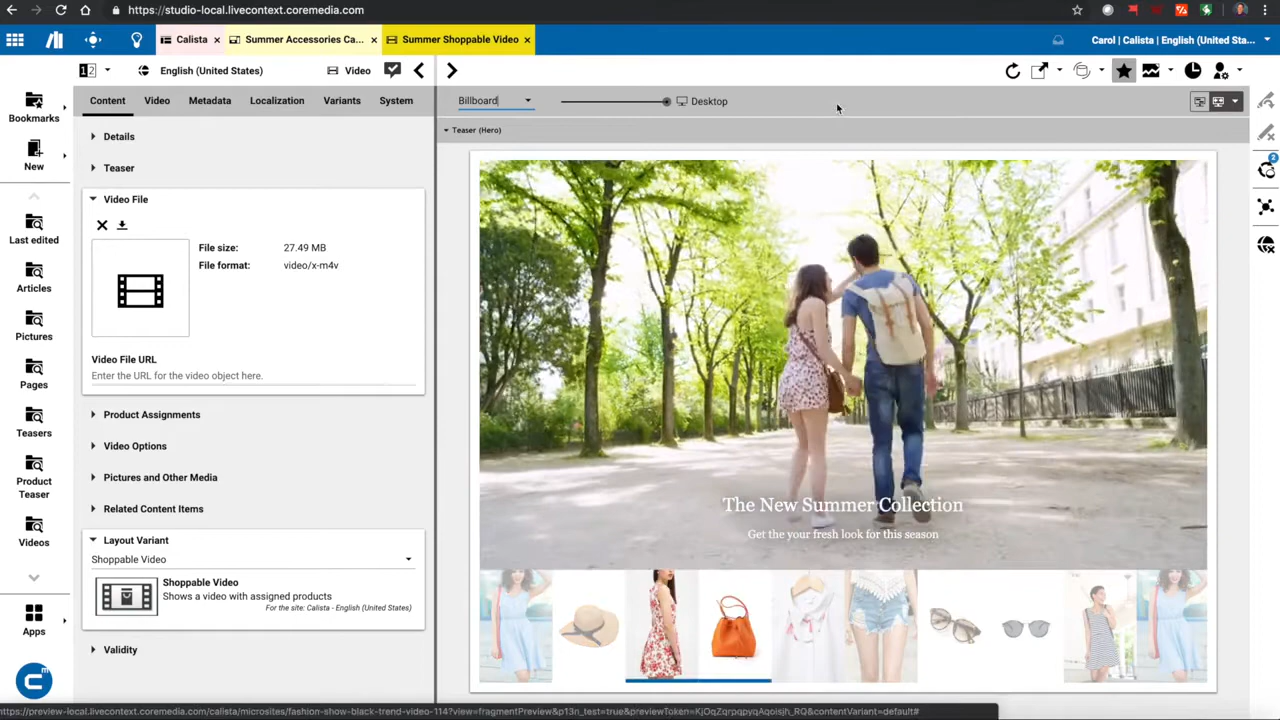 https://studio-local.livecontext.coremedia.com
Calista × Summer Accessories Ca... × Summer Shoppable Video ×
Carol | Calista | English (United Sta...
English (United States) Video
Content Video Metadata Localization Variants System
Billboard Desktop
Bookmarks
New
Last edited
Articles
Pictures
Pages
Teasers
Product
Teaser
Videos
Apps
Details
Teaser
Video File
File size: 27.49 MB
File format: video/x-m4v
Video File URL
Enter the URL for the video object here.
Product Assignments
Video Options
Pictures and Other Media
Related Content Items
Layout Variant
Shoppable Video
Shoppable Video
Shows a video with assigned products
For the site: Calista - English (United States)
Validity
Teaser (Hero)
The New Summer Collection
Get the your fresh look for this season
2